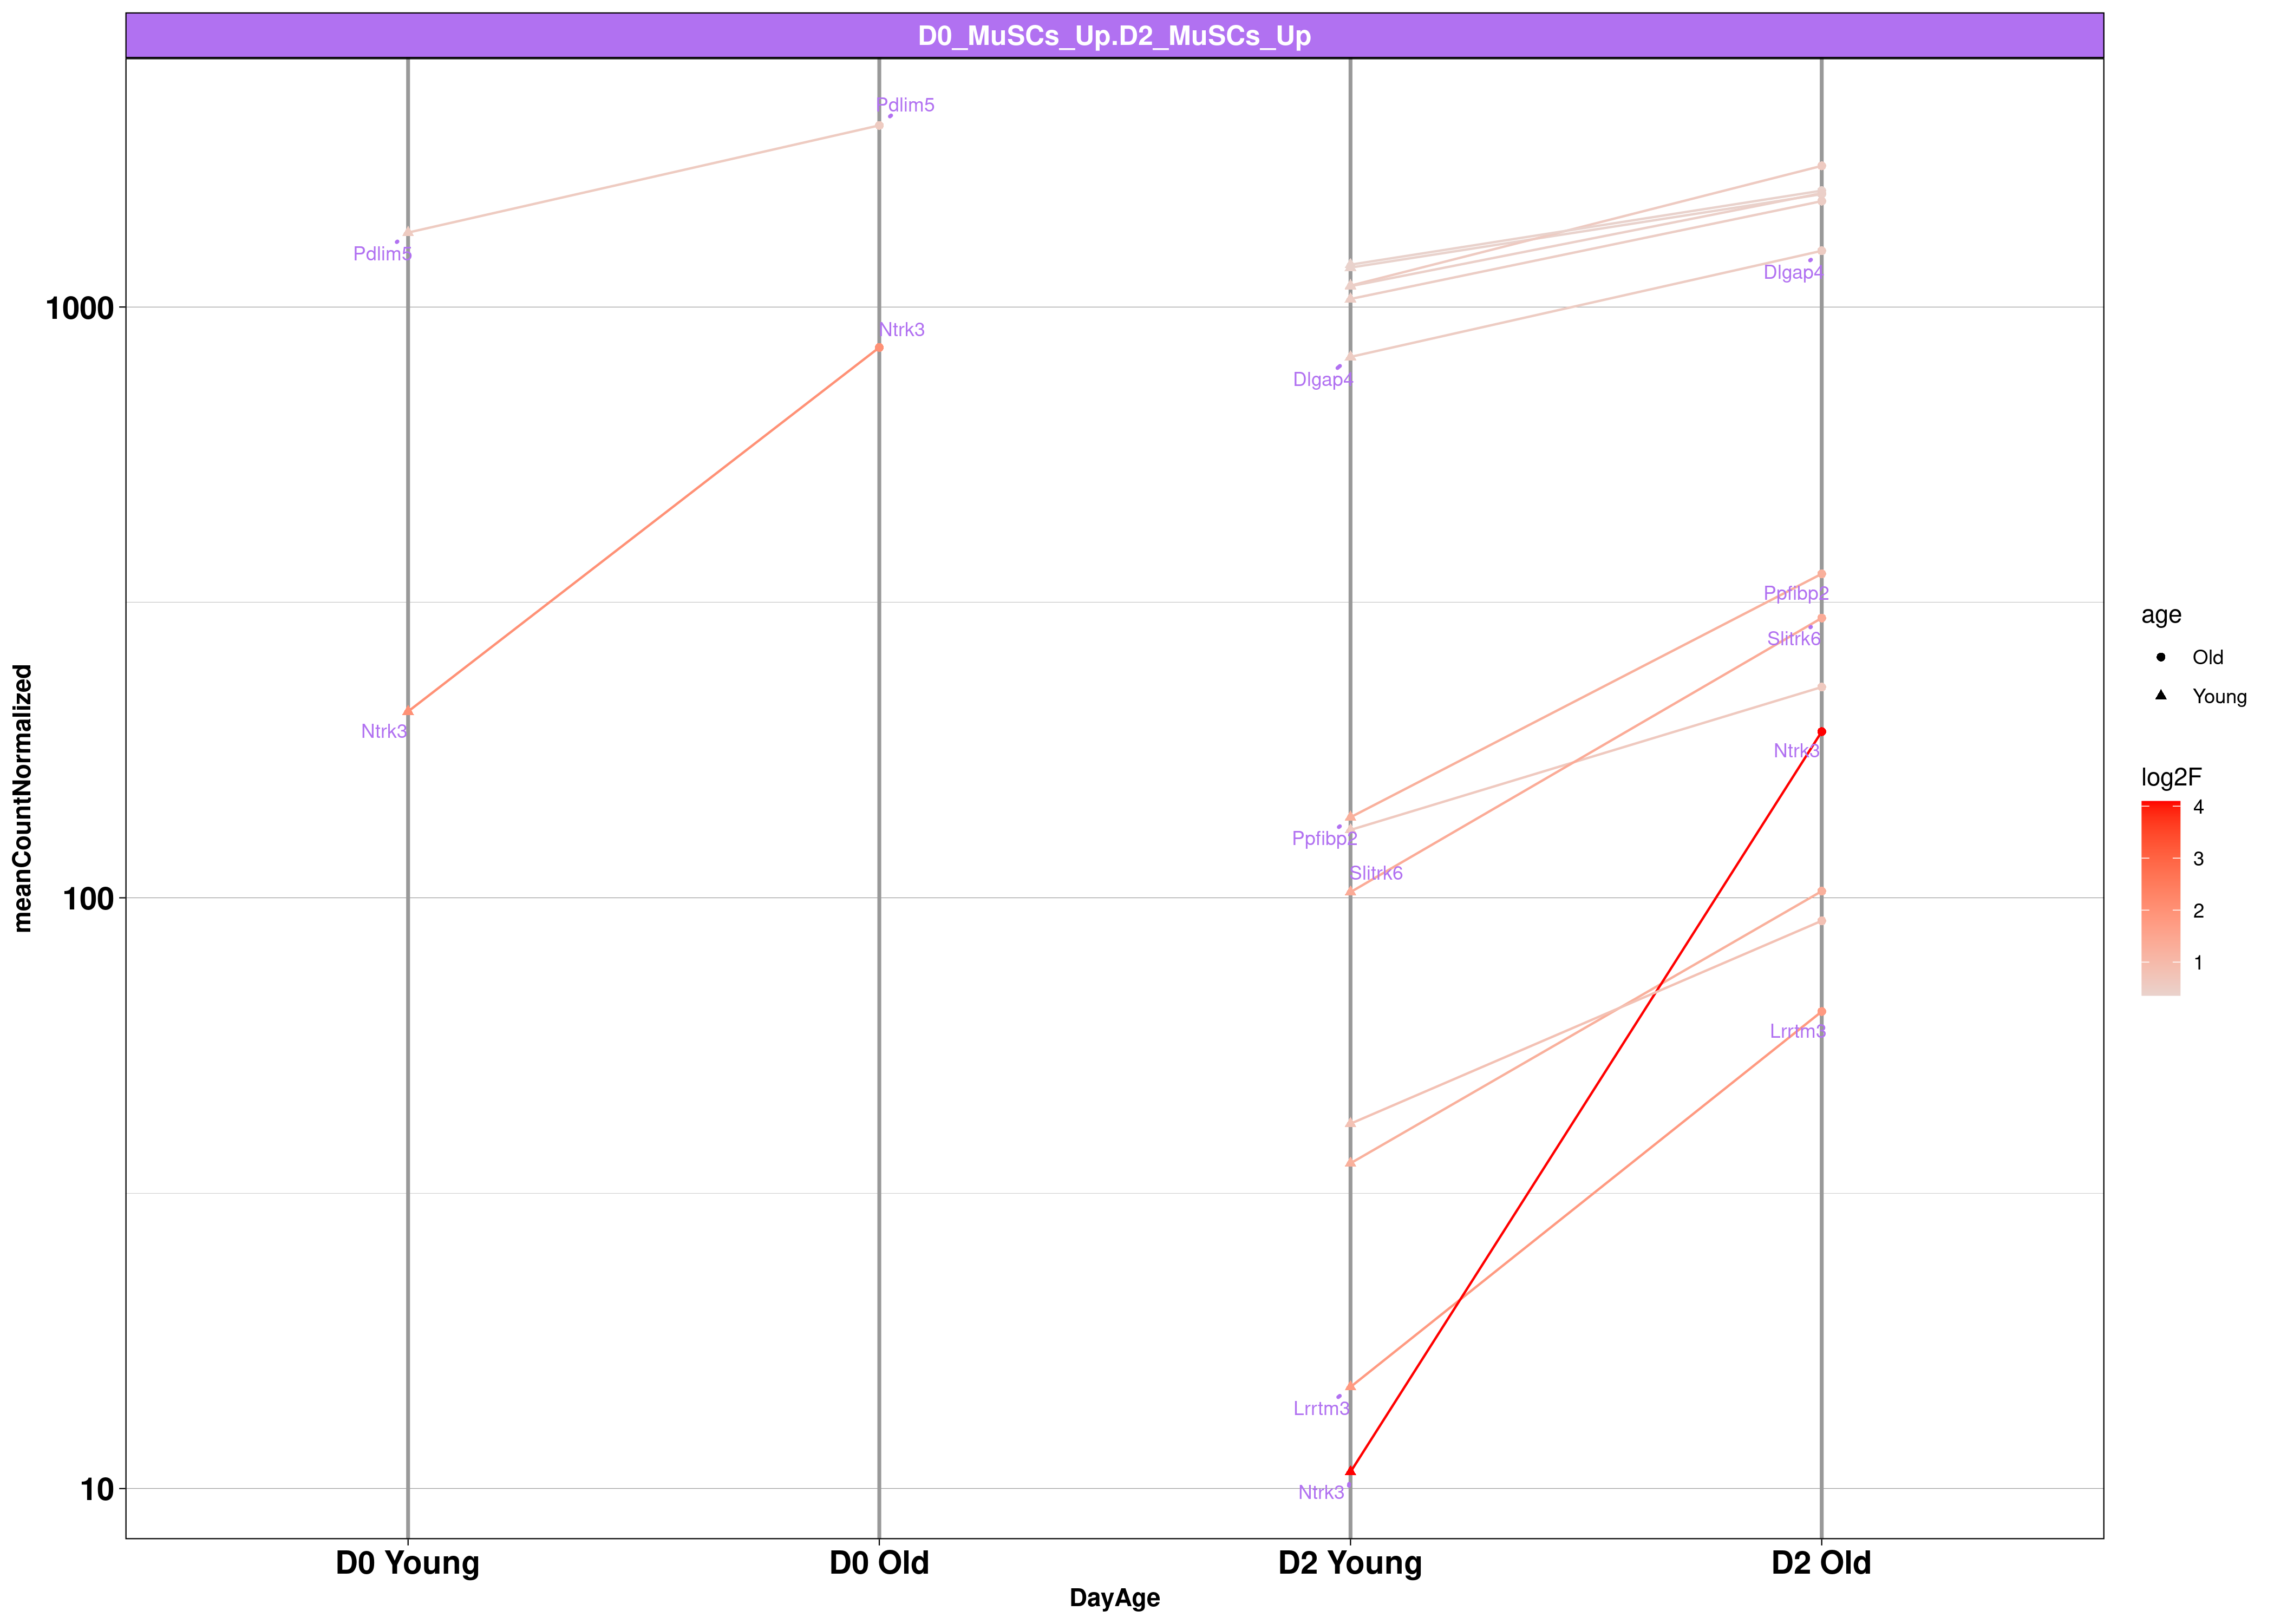 D0_MuSCs_Up.D2_MuSCs_Up
Pdlim5
Pdlim5
Dlgap4
1000
Ntrk3
Dlgap4
Ppfibp2
Slitrk6
Ntrk3
Ntrk3
Ppfibp2
Slitrk6
100
Lrrtm3
Lrrtm3
Ntrk3
10
meanCountNormalized
D0 Young
D0 Old
D2 Young
D2 Old
DayAge
age
Old
Young
log2F
4
3
2
1